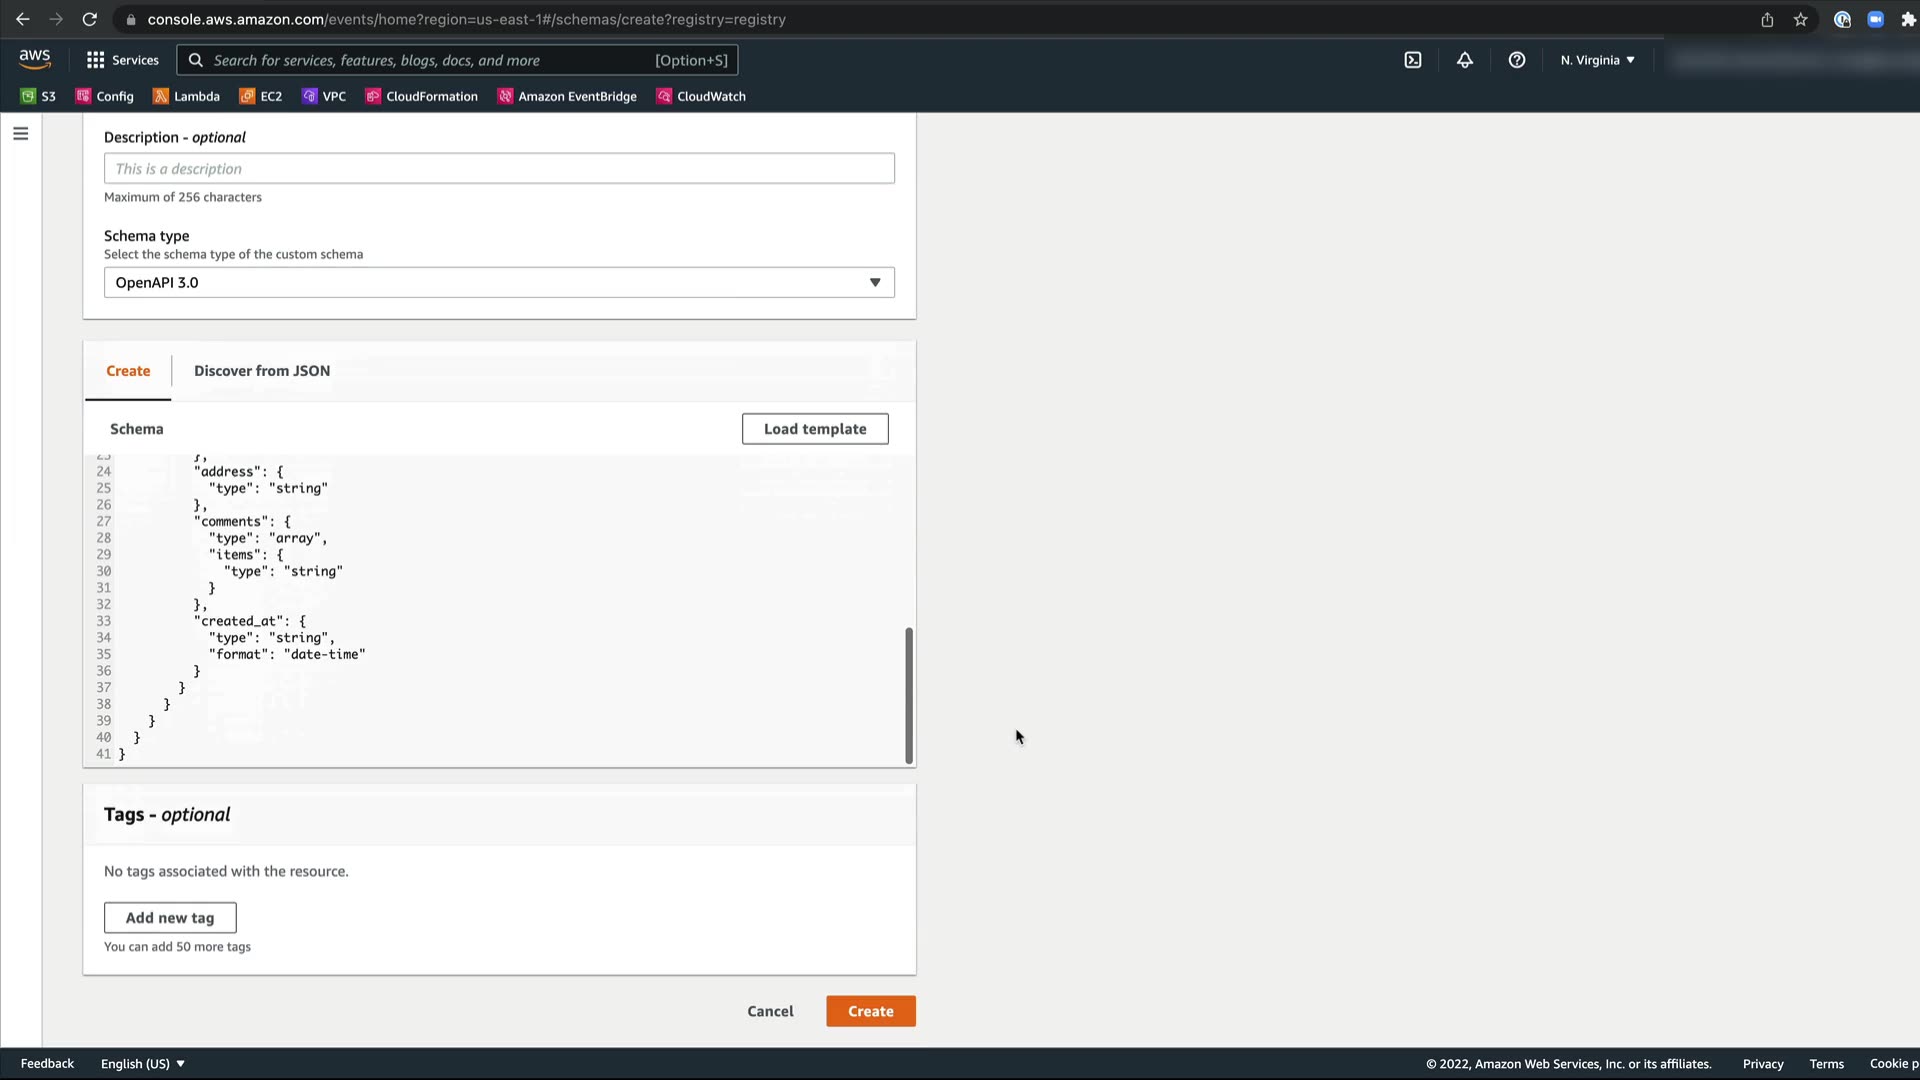 console.aws.amazon.com/events/home?region=us-east-1#/schemas/create?registry=registry
aws
Services
Search for services, features, blogs, docs, and more
[Option+S]
N. Virginia ▼
S3
Config
Lambda
EC2
VPC
CloudFormation
Amazon EventBridge
CloudWatch
Description - optional
This is a description
Maximum of 256 characters
Schema type
Select the schema type of the custom schema
OpenAPI 3.0
Create
Discover from JSON
Schema
Load template
23 },
24 "address": {
25 "type": "string"
26 },
27 "comments": {
28 "type": "array",
29 "items": {
30 "type": "string"
31 }
32 },
33 "created_at": {
34 "type": "string",
35 "format": "date-time"
36 }
37 }
38 }
39 }
40 }
41 }
Tags - optional
No tags associated with the resource.
Add new tag
You can add 50 more tags
Cancel
Create
Feedback
English (US) ▼
© 2022, Amazon Web Services, Inc. or its affiliates.
Privacy
Terms
Cookie p